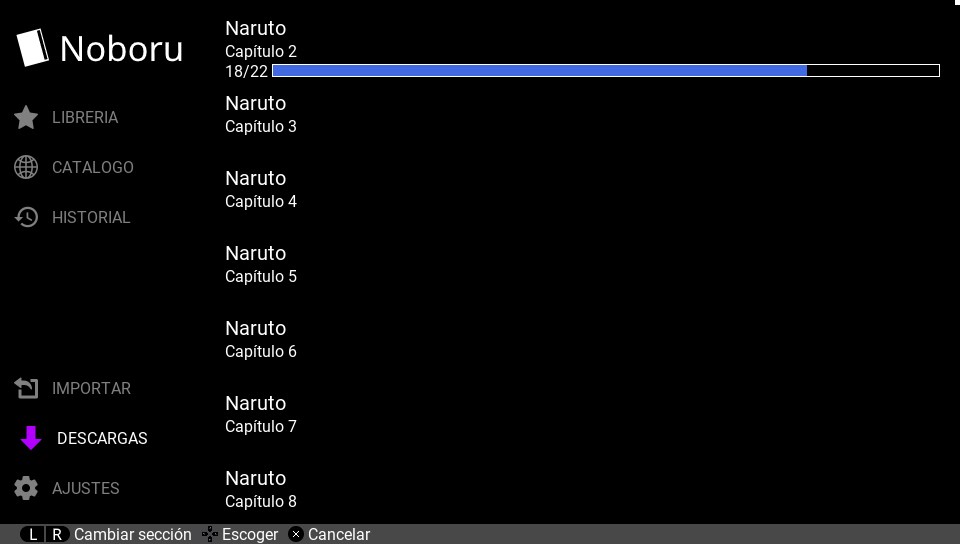 Noboru
LIBRERIA
CATALOGO
HISTORIAL
IMPORTAR
DESCARGAS
AJUSTES
Naruto
Capítulo 2
18/22
Naruto
Capítulo 3
Naruto
Capítulo 4
Naruto
Capítulo 5
Naruto
Capítulo 6
Naruto
Capítulo 7
Naruto
Capítulo 8
L R Cambiar sección Escoger Cancelar